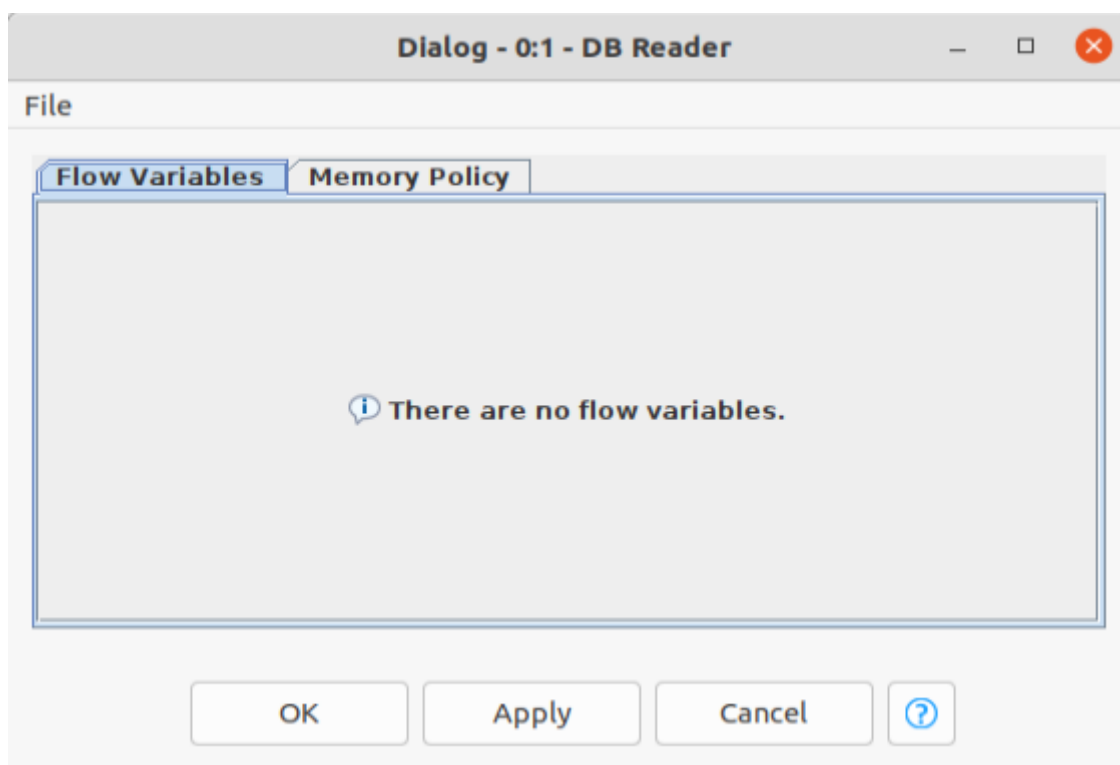 Dialog - 0:1 - DB Reader
File
Flow Variables Memory Policy
There are no flow variables.
OK Apply Cancel ?